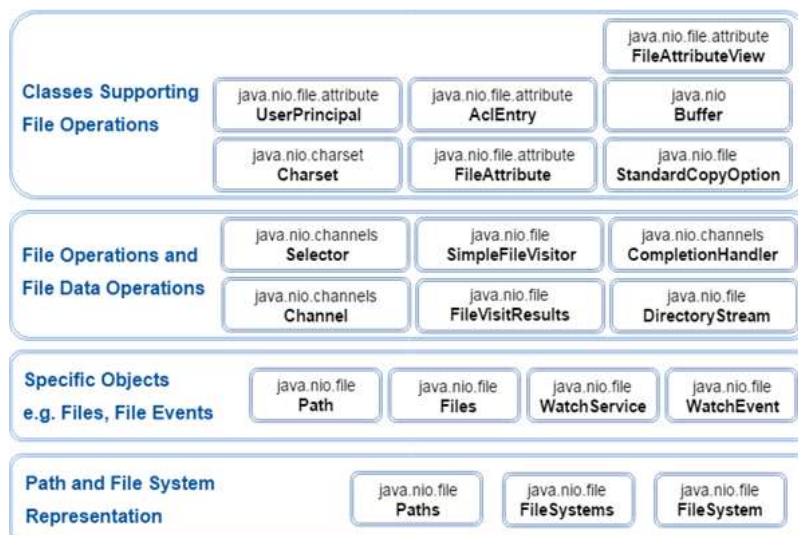 java.nio.file.attribute
FileAttributeView
Classes Supporting
File Operations
java.nio.file.attribute
UserPrincipal
java.nio.file.attribute
AclEntry
java.nio
Buffer
java.nio.charset
Charset
java.nio.file.attribute
FileAttribute
java.nio.file
StandardCopyOption
File Operations and
File Data Operations
java.nio.channels
Selector
java.nio.file
SimpleFileVisitor
java.nio.channels
CompletionHandler
java.nio.channels
Channel
java.nio.file
FileVisitResults
java.nio.file
DirectoryStream
Specific Objects
e.g. Files, File Events
java.nio.file
Path
java.nio.file
Files
java.nio.file
WatchService
java.nio.file
WatchEvent
Path and File System
Representation
java.nio.file
Paths
java.nio.file
FileSystems
java.nio.file
FileSystem